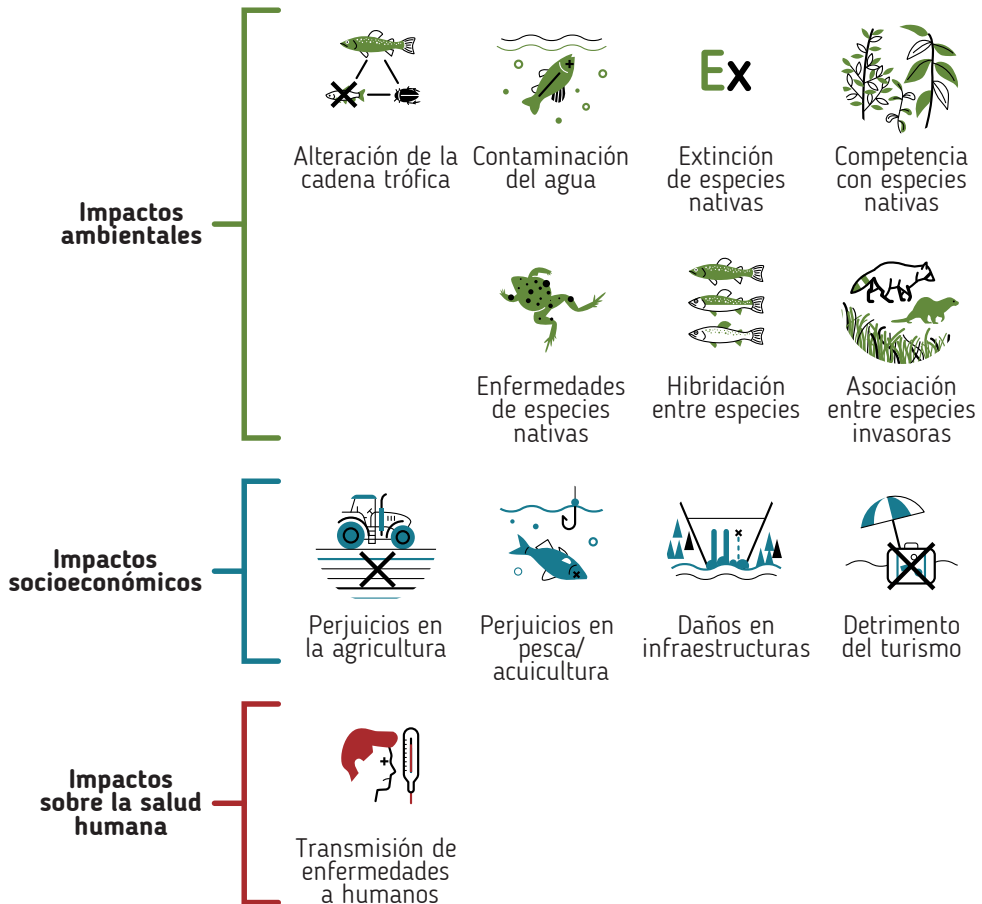 Impactos
ambientales
Alteración de la
cadena trófica
Contaminación
del agua
Ex
Extinción
de especies
nativas
Competencia
con especies
nativas
Enfermedades
de especies
nativas
Hibridación
entre especies
Asociación
entre especies
invasoras
Impactos
socioeconómicos
Perjuicios en
la agricultura
Perjuicios en
pesca/
acuicultura
Daños en
infraestructuras
Detrimento
del turismo
Impactos
sobre la salud
humana
Transmisión de
enfermedades
a humanos